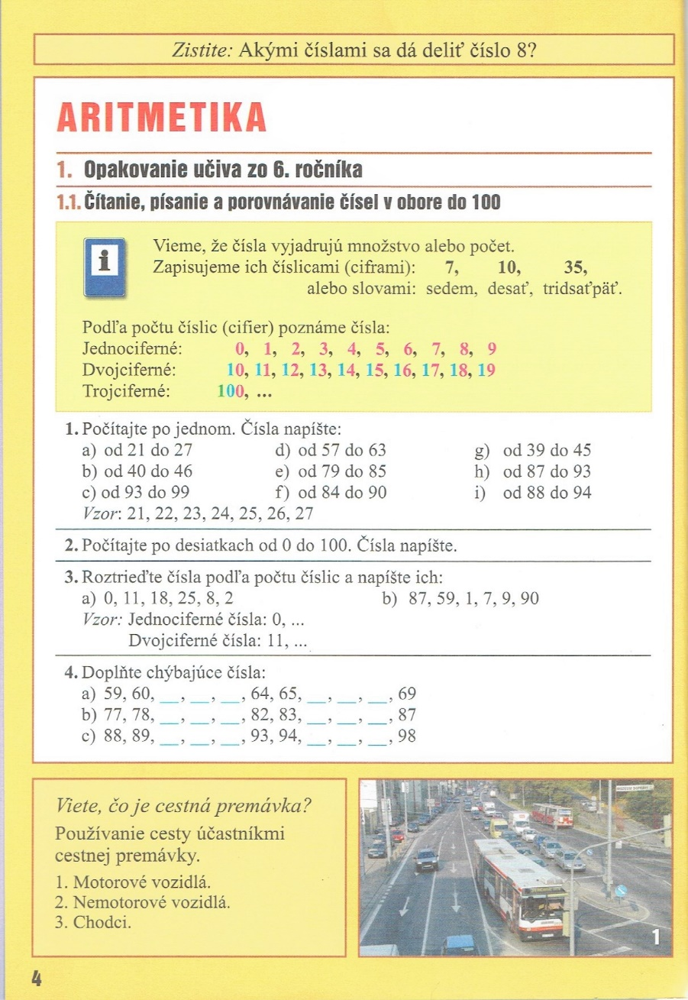 Zistite: Akými číslami sa dá deliť číslo 8?
ARITMETIKA
1. Opakovanie učiva zo 6. ročníka
1.1. Čítanie, písanie a porovnávanie čísel v obore do 100
i
Vieme, že čísla vyjadrujú množstvo alebo počet.
Zapisujeme ich číslicami (ciframi): 7, 10, 35,
alebo slovami: sedem, desať, tridsaťpäť.
Podľa počtu číslic (cifier) poznáme čísla:
Jednociferné: 0, 1, 2, 3, 4, 5, 6, 7, 8, 9
Dvojciferné: 10, 11, 12, 13, 14, 15, 16, 17, 18, 19
Trojciferné: 100, ...
1. Počítajte po jednom. Čísla napíšte:
a) od 21 do 27 d) od 57 do 63 g) od 39 do 45
b) od 40 do 46 e) od 79 do 85 h) od 87 do 93
c) od 93 do 99 f) od 84 do 90 i) od 88 do 94
Vzor: 21, 22, 23, 24, 25, 26, 27
2. Počítajte po desiatkach od 0 do 100. Čísla napíšte.
3. Roztrieďte čísla podľa počtu číslic a napíšte ich:
a) 0, 11, 18, 25, 8, 2 b) 87, 59, 1, 7, 9, 90
Vzor: Jednociferné čísla: 0, ...
Dvojciferné čísla: 11, ...
4. Doplňte chýbajúce čísla:
a) 59, 60, __, __, __, 64, 65, __, __, __, 69
b) 77, 78, __, __, __, 82, 83, __, __, __, 87
c) 88, 89, __, __, __, 93, 94, __, __, __, 98
Viete, čo je cestná premávka?
Používanie cesty účastníkmi
cestnej premávky.
1. Motorové vozidlá.
2. Nemotorové vozidlá.
3. Chodci.
1
4